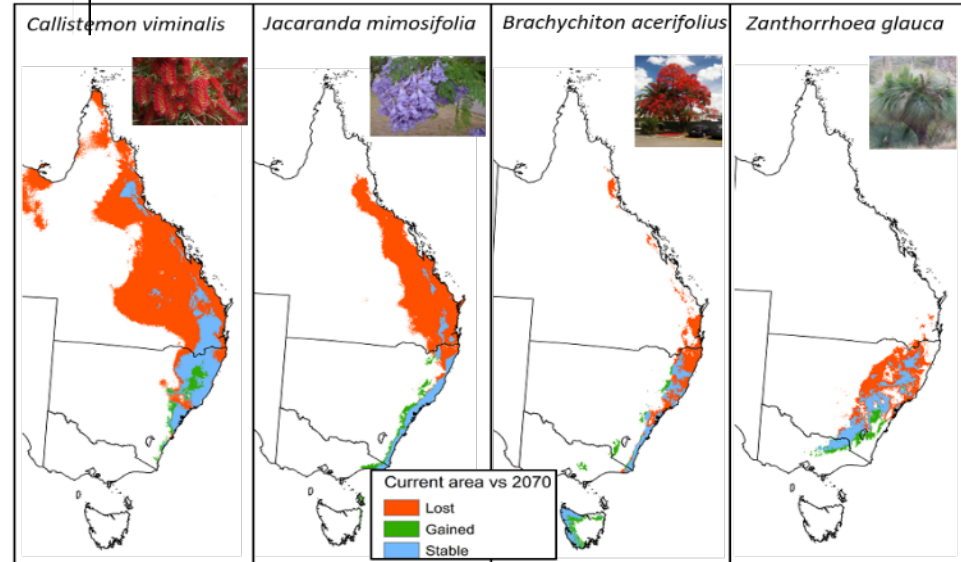 Callistemon viminalis
Jacaranda mimosifolia
Brachychiton acerifolius
Zanthorrhoea glauca
Current area vs 2070
Lost
Gained
Stable